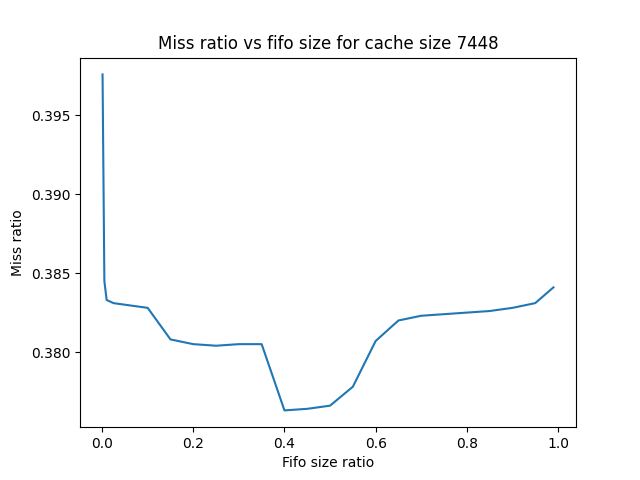 Miss ratio vs fifo size for cache size 7448
0.395
0.390
0.385
0.380
Miss ratio
0.0 0.2 0.4 0.6 0.8 1.0
Fifo size ratio